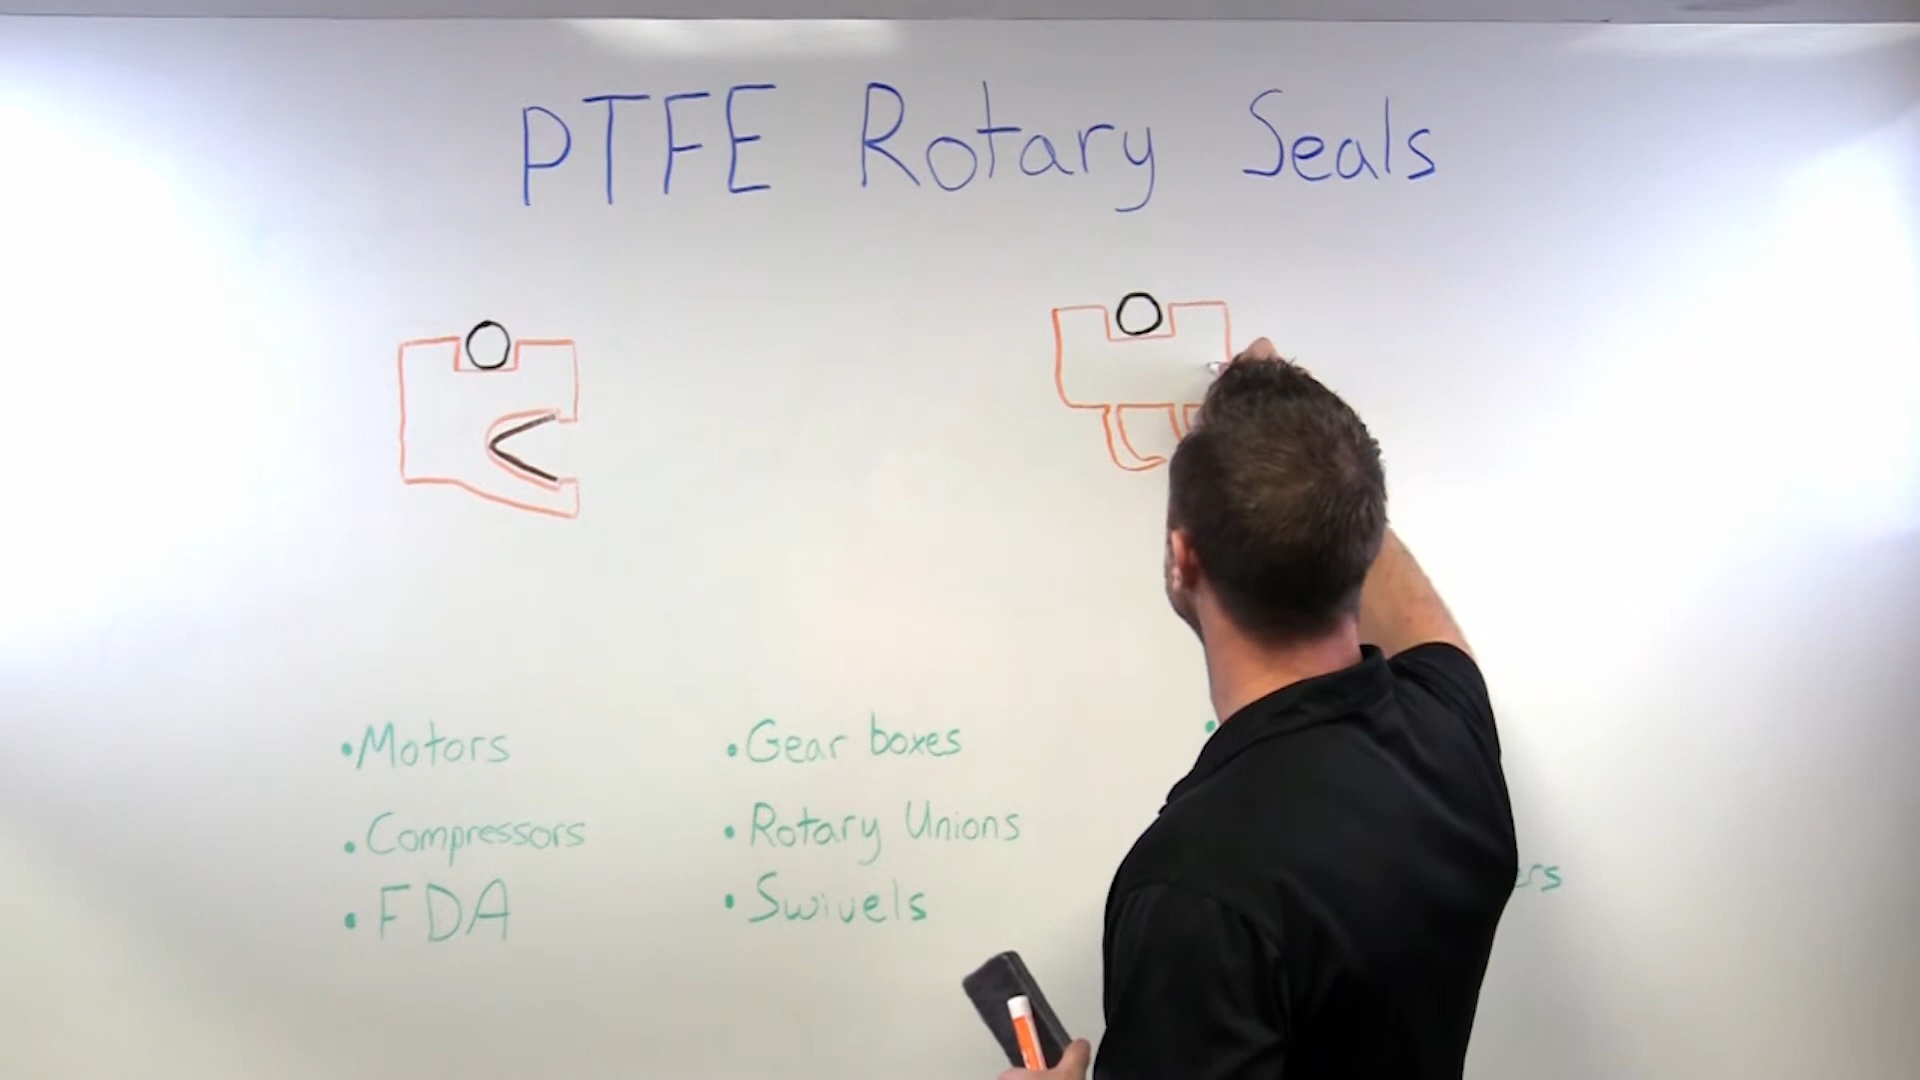 PTFE Rotary Seals
• Motors
• Compressors
• FDA
• Gear boxes
• Rotary Unions
• Swivels